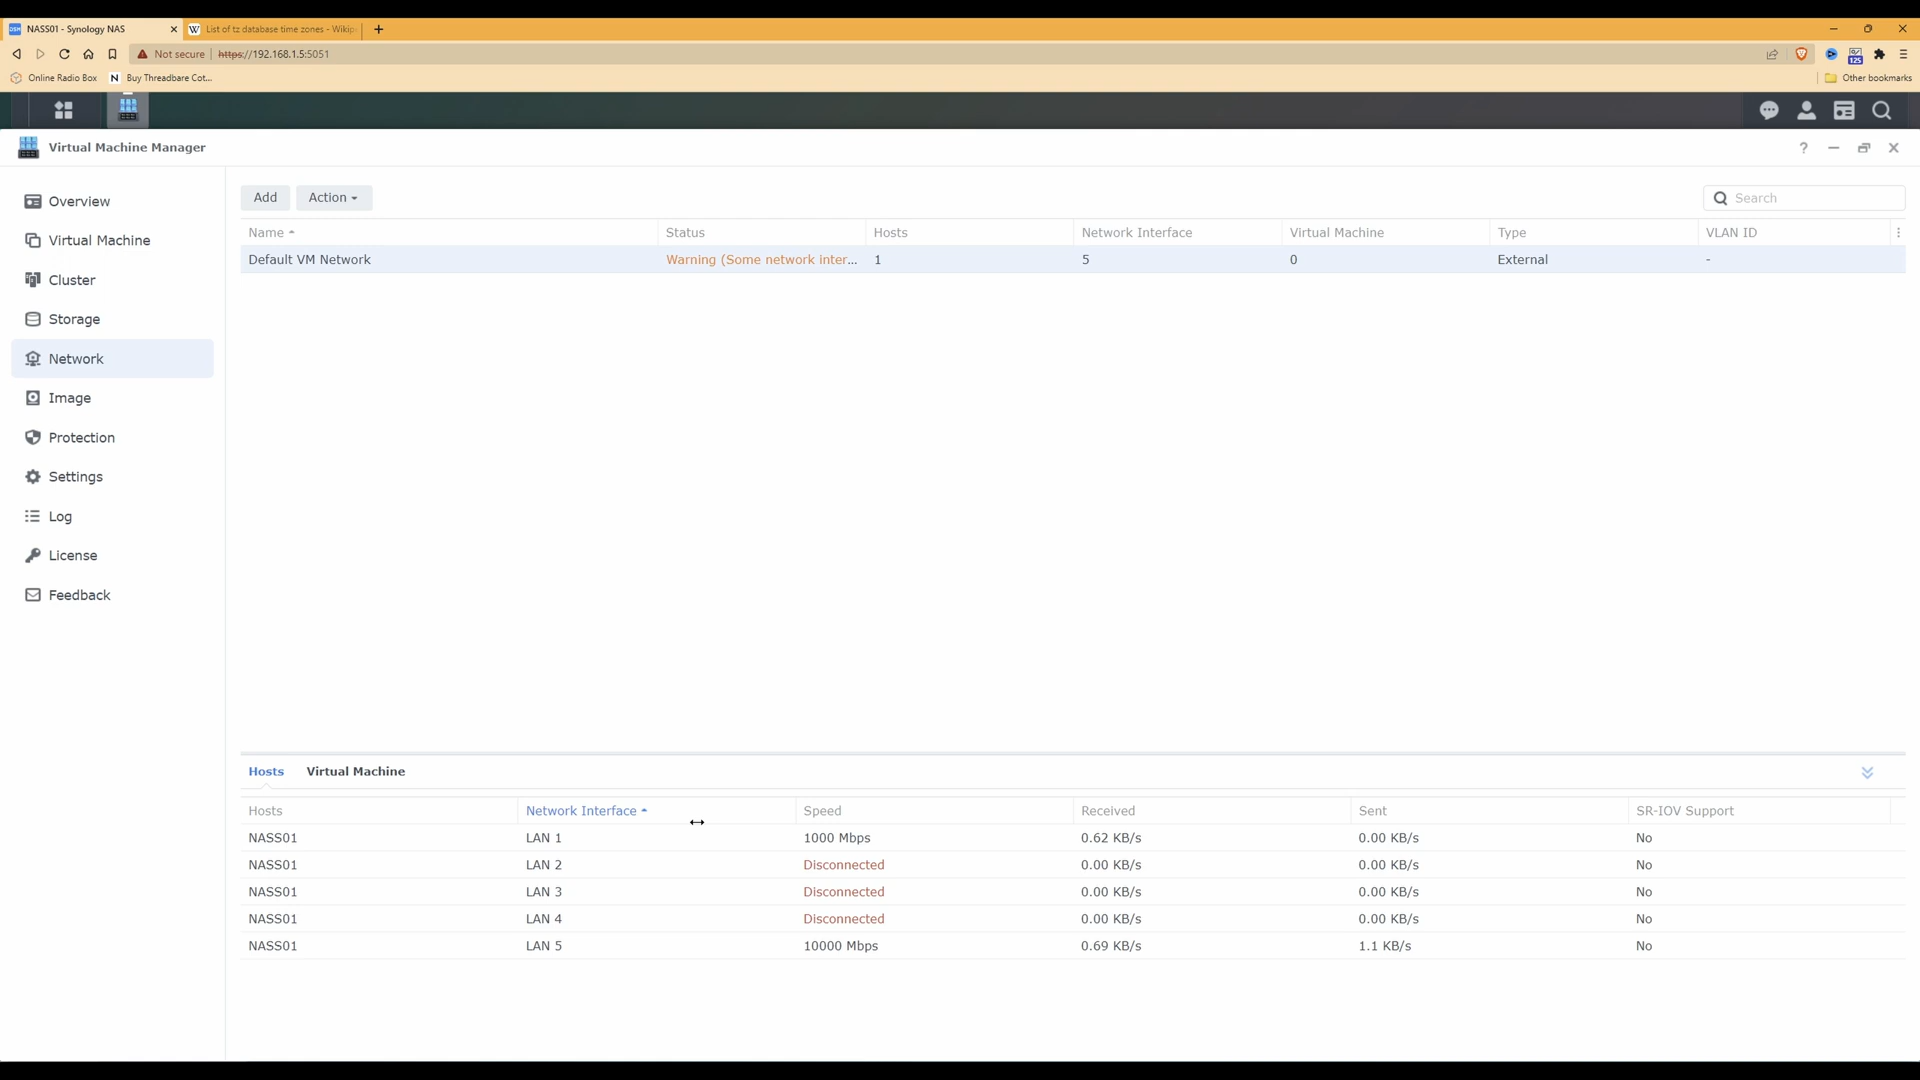 NASS01 - Synology NAS
List of tz database time zones - Wikip
Not secure https://192.168.1.5:5051
125
Online Radio Box
N Buy Threadbare Cot...
Other bookmarks
Virtual Machine Manager
Overview
Virtual Machine
Cluster
Storage
Network
Image
Protection
Settings
Log
License
Feedback
Add Action
Search
Name Status Hosts Network Interface Virtual Machine Type VLAN ID
Default VM Network Warning (Some network inter... 1 5 0 External -
Hosts Virtual Machine
Hosts Network Interface Speed Received Sent SR-IOV Support
NASS01 LAN 1 1000 Mbps 0.62 KB/s 0.00 KB/s No
NASS01 LAN 2 Disconnected 0.00 KB/s 0.00 KB/s No
NASS01 LAN 3 Disconnected 0.00 KB/s 0.00 KB/s No
NASS01 LAN 4 Disconnected 0.00 KB/s 0.00 KB/s No
NASS01 LAN 5 10000 Mbps 0.69 KB/s 1.1 KB/s No